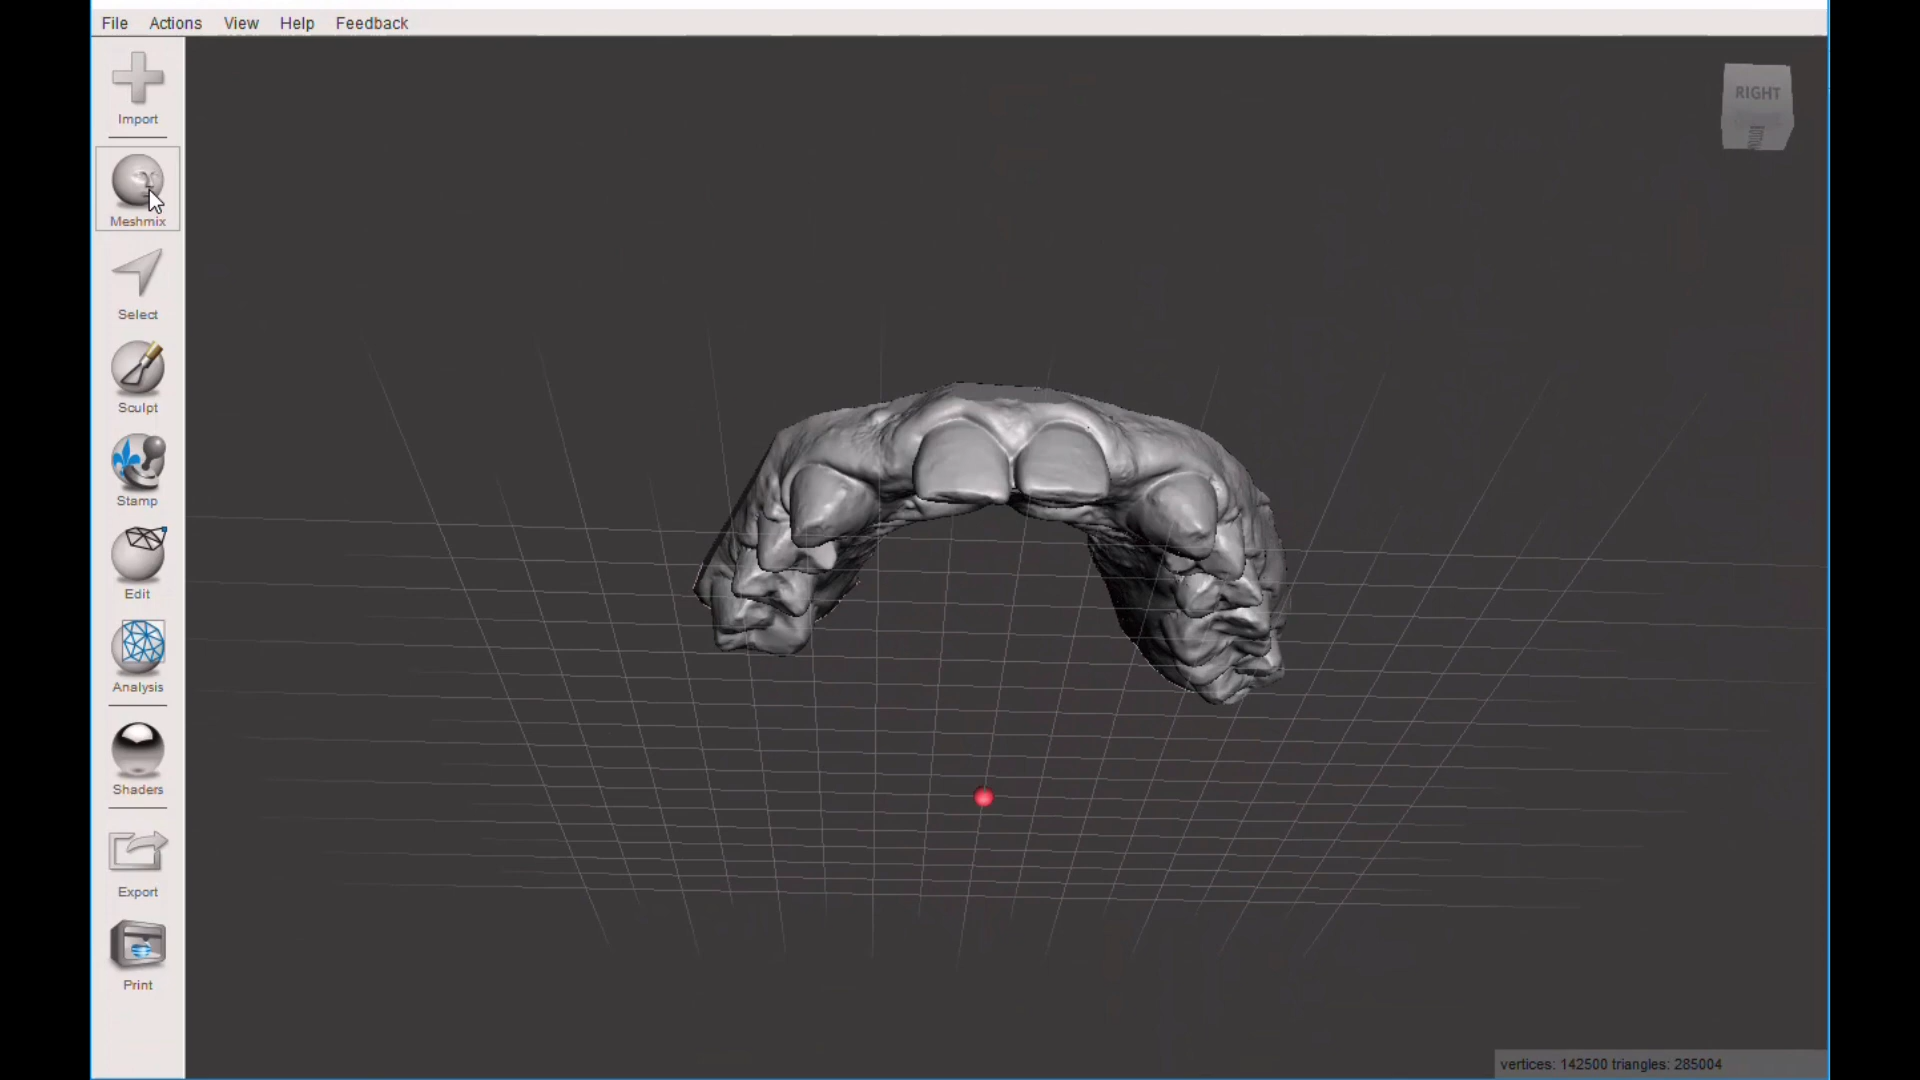 File Actions View Help Feedback
Import
Meshmix
Select
Sculpt
Stamp
Edit
Analysis
Shaders
Export
Print
RIGHT
vertices: 142500 triangles: 285004